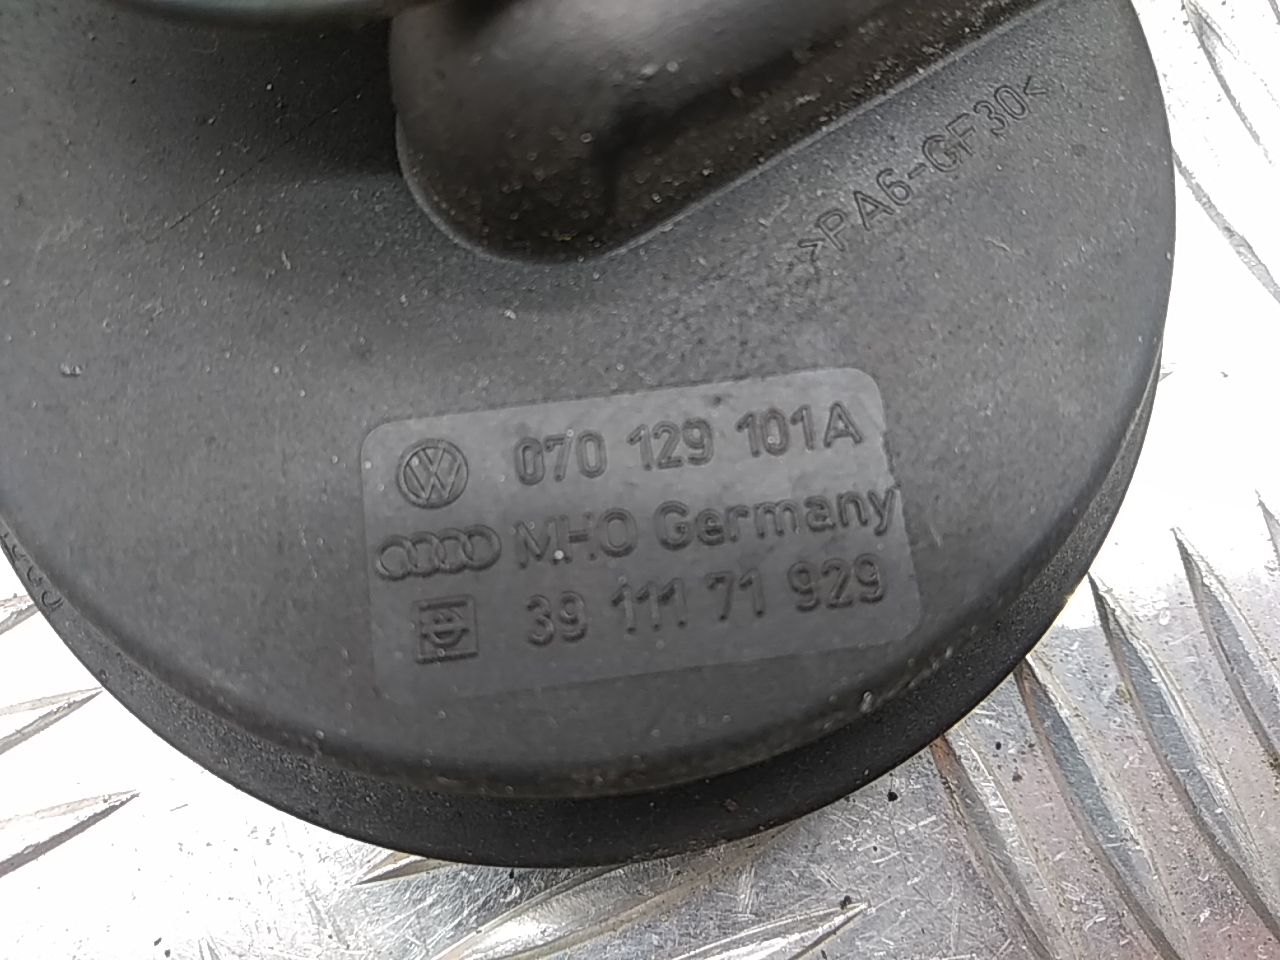 >PA6-GF30<
070 129 101A
MHO Germany
39 111 71 929